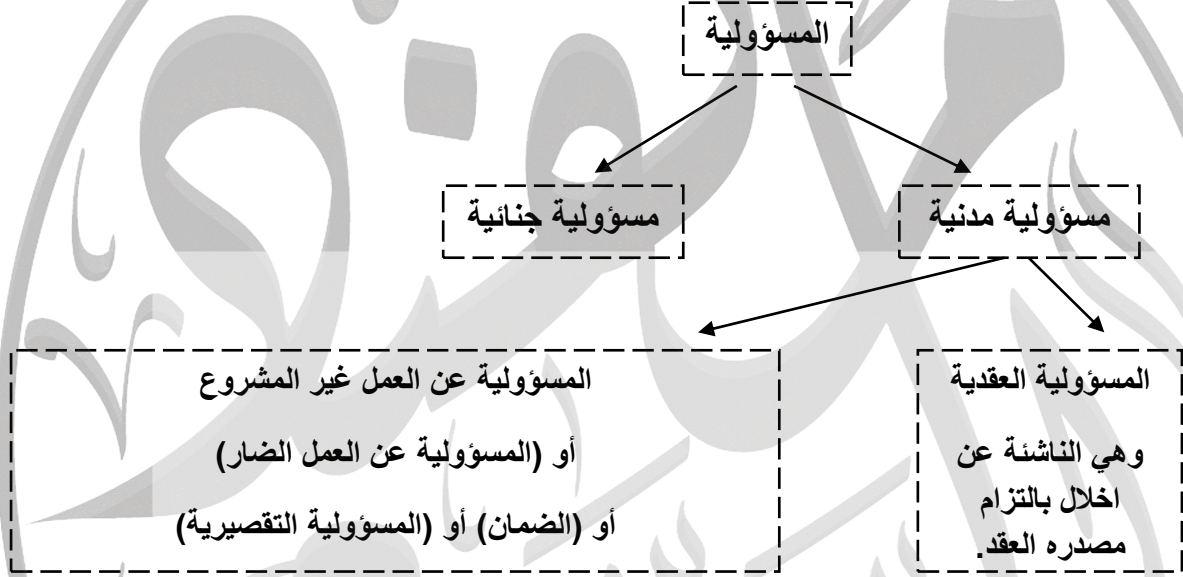 المسؤولية
مسؤولية مدنية
مسؤولية جنائية
المسؤولية العقدية
وهي الناشئة عن
اخلال بالتزام
مصدره العقد.
المسؤولية عن العمل غير المشروع
أو (المسؤولية عن العمل الضار)
أو (الضمان) أو (المسؤولية التقصيرية)